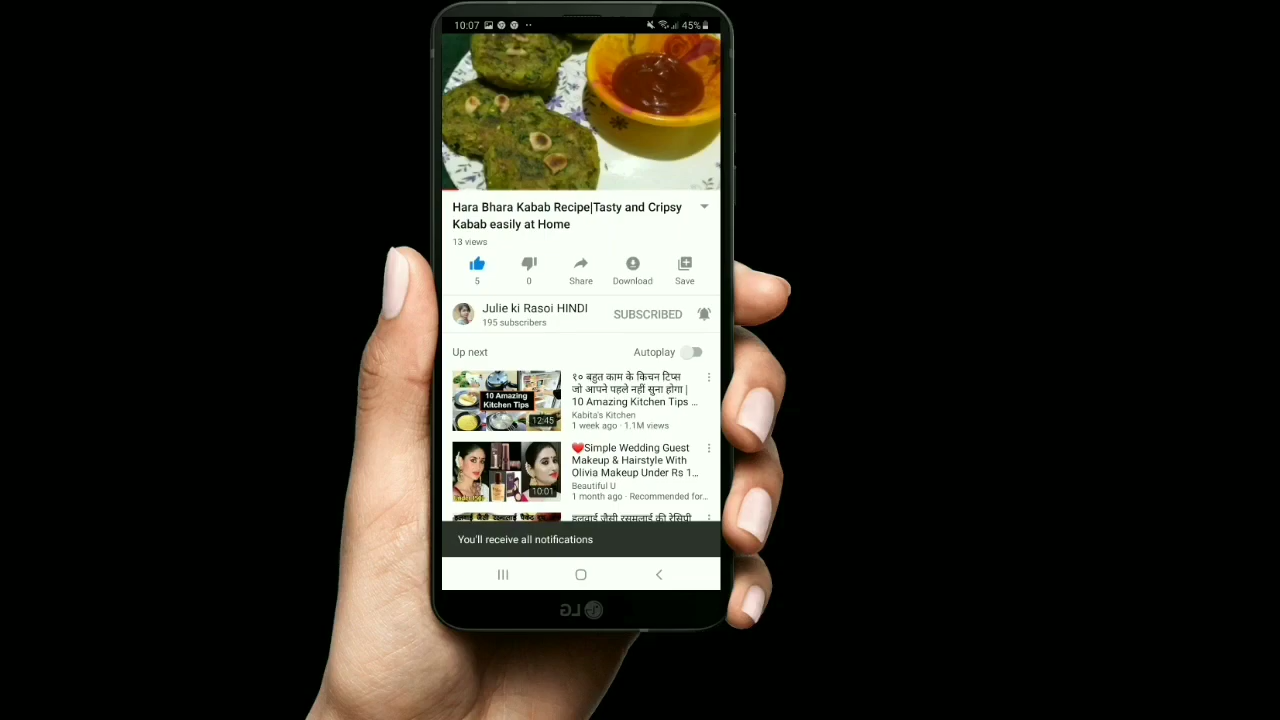 10:07
45%
Hara Bhara Kabab Recipe|Tasty and Cripsy
Kabab easily at Home
13 views
5
0
Share
Download
Save
Julie ki Rasoi HINDI
195 subscribers
SUBSCRIBED
Up next
Autoplay
10 Amazing
Kitchen Tips
12:45
१० बहुत काम के किचन टिप्स
जो आपने पहले नहीं सुना होगा |
10 Amazing Kitchen Tips ...
Kabita's Kitchen
1 week ago · 1.1M views
10:01
❤️Simple Wedding Guest
Makeup & Hairstyle With
Olivia Makeup Under Rs 1...
Beautiful U
1 month ago · Recommended for...
हलवाई जैसी रसमलाई की रेसिपी
You'll receive all notifications
LG